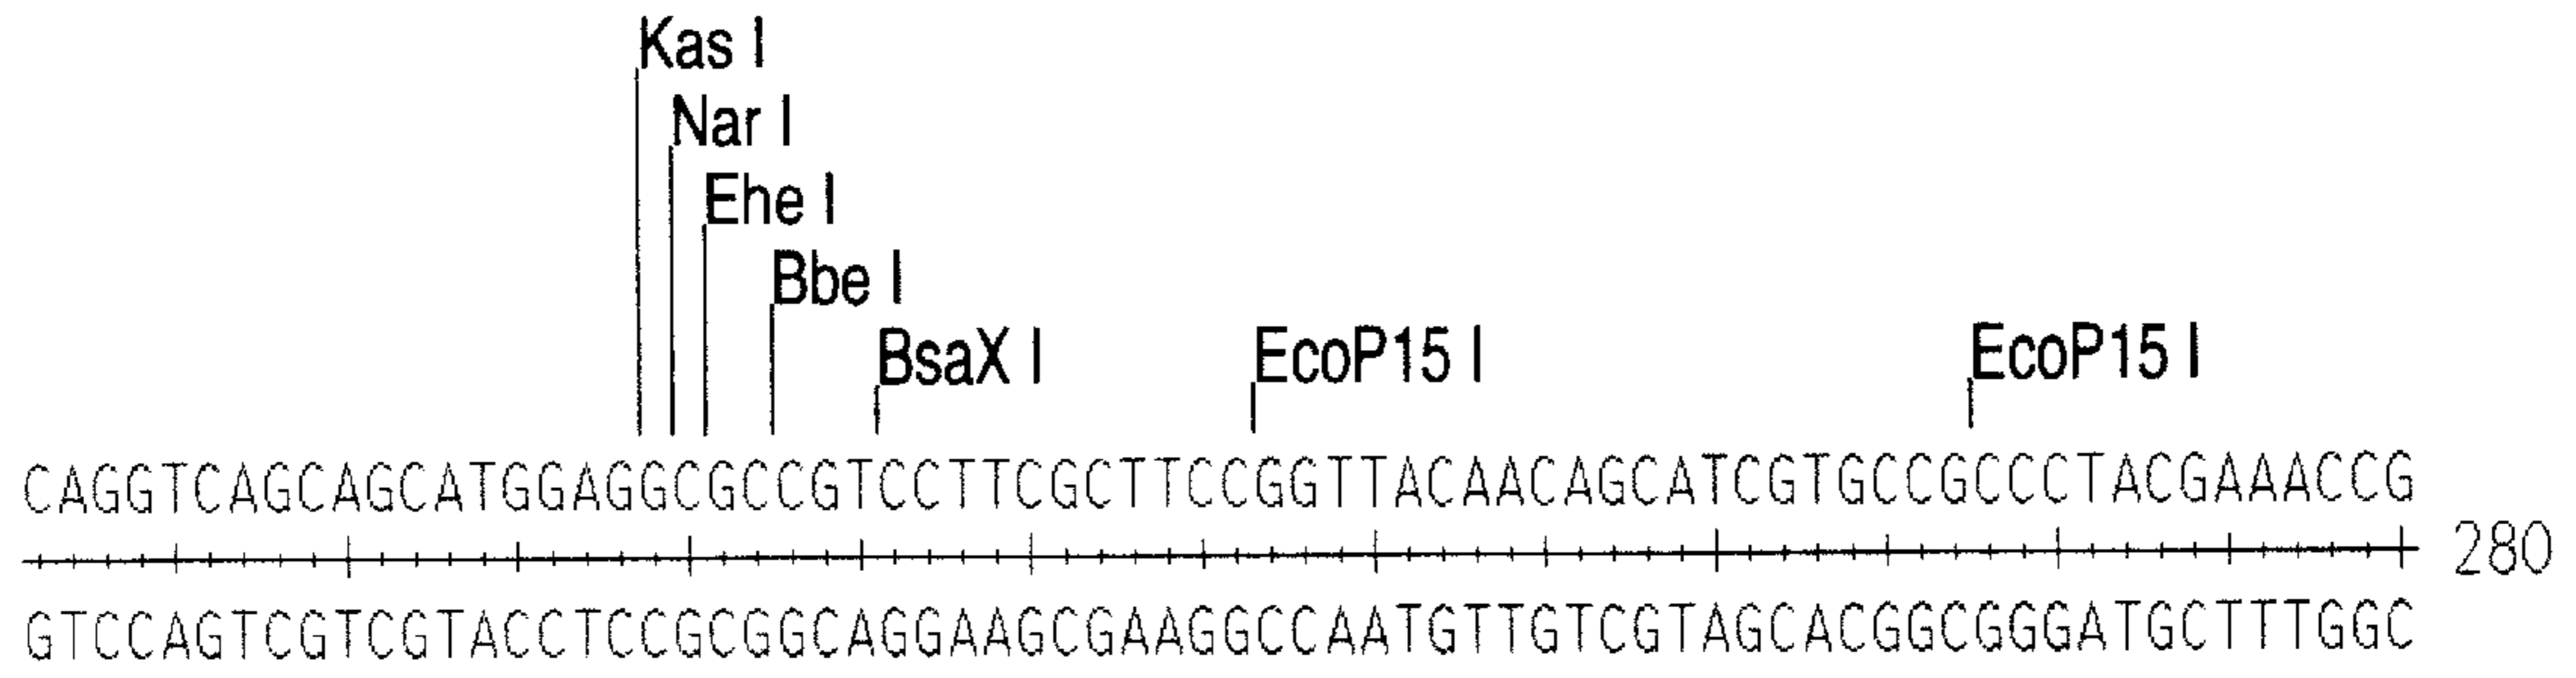 Kas I
Nar I
Ehe I
Bbe I
BsaX I EcoP15 I EcoP15 I
CAGGTCAGCAGCATGGAGGCGCCGTCCTTCGCTTCCGGTTACAACAGCATCGTGCCGCCCTACGAAACCG
280
GTCCAGTCGTCGTACCTCCGCGGCAGGAAGCGAAGGCCAATGTTGTCGTAGCACGGCGGGATGCTTTGGC